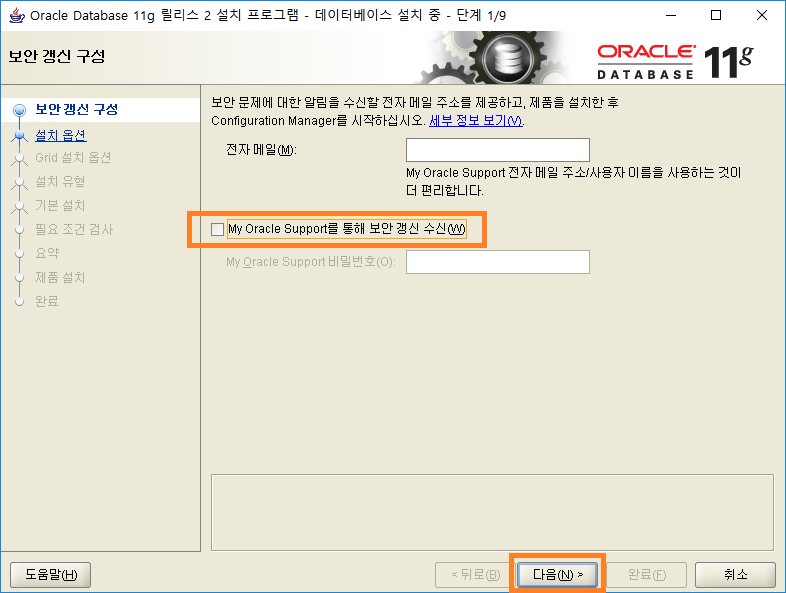 Oracle Database 11g 릴리스 2 설치 프로그램 - 데이터베이스 설치 중 - 단계 1/9
보안 갱신 구성
ORACLE
DATABASE 11g
보안 갱신 구성
설치 옵션
Grid 설치 옵션
설치 유형
기본 설치
필요 조건 검사
요약
제품 설치
완료
보안 문제에 대한 알림을 수신할 전자 메일 주소를 제공하고, 제품을 설치한 후
Configuration Manager를 시작하십시오. 세부 정보 보기(V).
전자 메일(M):
My Oracle Support 전자 메일 주소/사용자 이름을 사용하는 것이
더 편리합니다.
My Oracle Support를 통해 보안 갱신 수신(W)
My Oracle Support 비밀번호(O):
도움말(H)
< 뒤로(B)
다음(N) >
완료(F)
취소